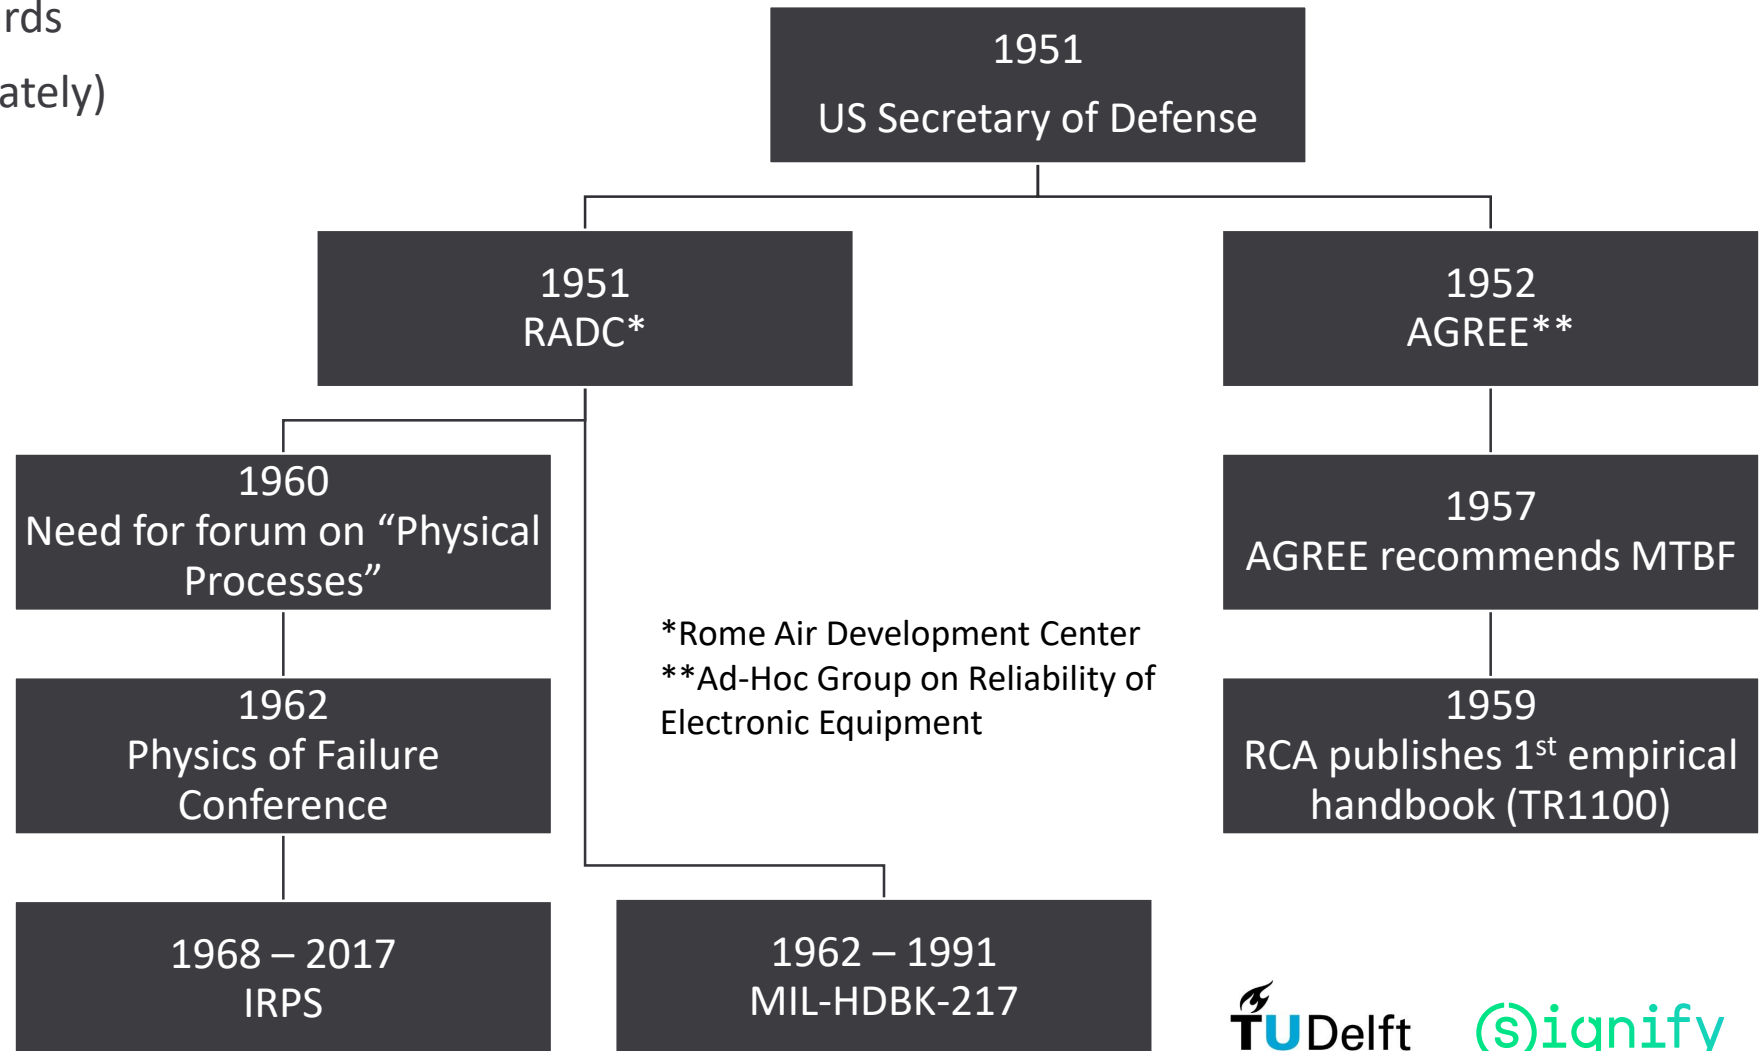 rds
ately)
1951
US Secretary of Defense
1951
RADC*
1952
AGREE**
1960
Need for forum on “Physical
Processes”
1957
AGREE recommends MTBF
*Rome Air Development Center
**Ad-Hoc Group on Reliability of
Electronic Equipment
1962
Physics of Failure
Conference
1959
RCA publishes 1st empirical
handbook (TR1100)
1968 – 2017
IRPS
1962 – 1991
MIL-HDBK-217
TUDelft
(s)ignify